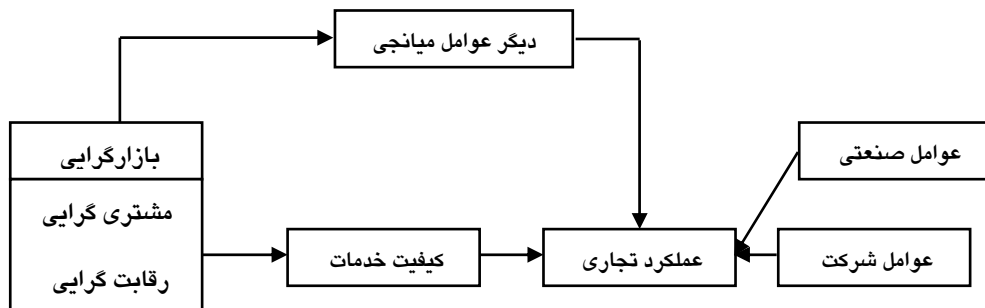 دیگر عوامل میانجی
بازارگرایی
عوامل صنعتی
مشتری گرایی
رقابت گرایی
کیفیت خدمات
عملکرد تجاری
عوامل شرکت